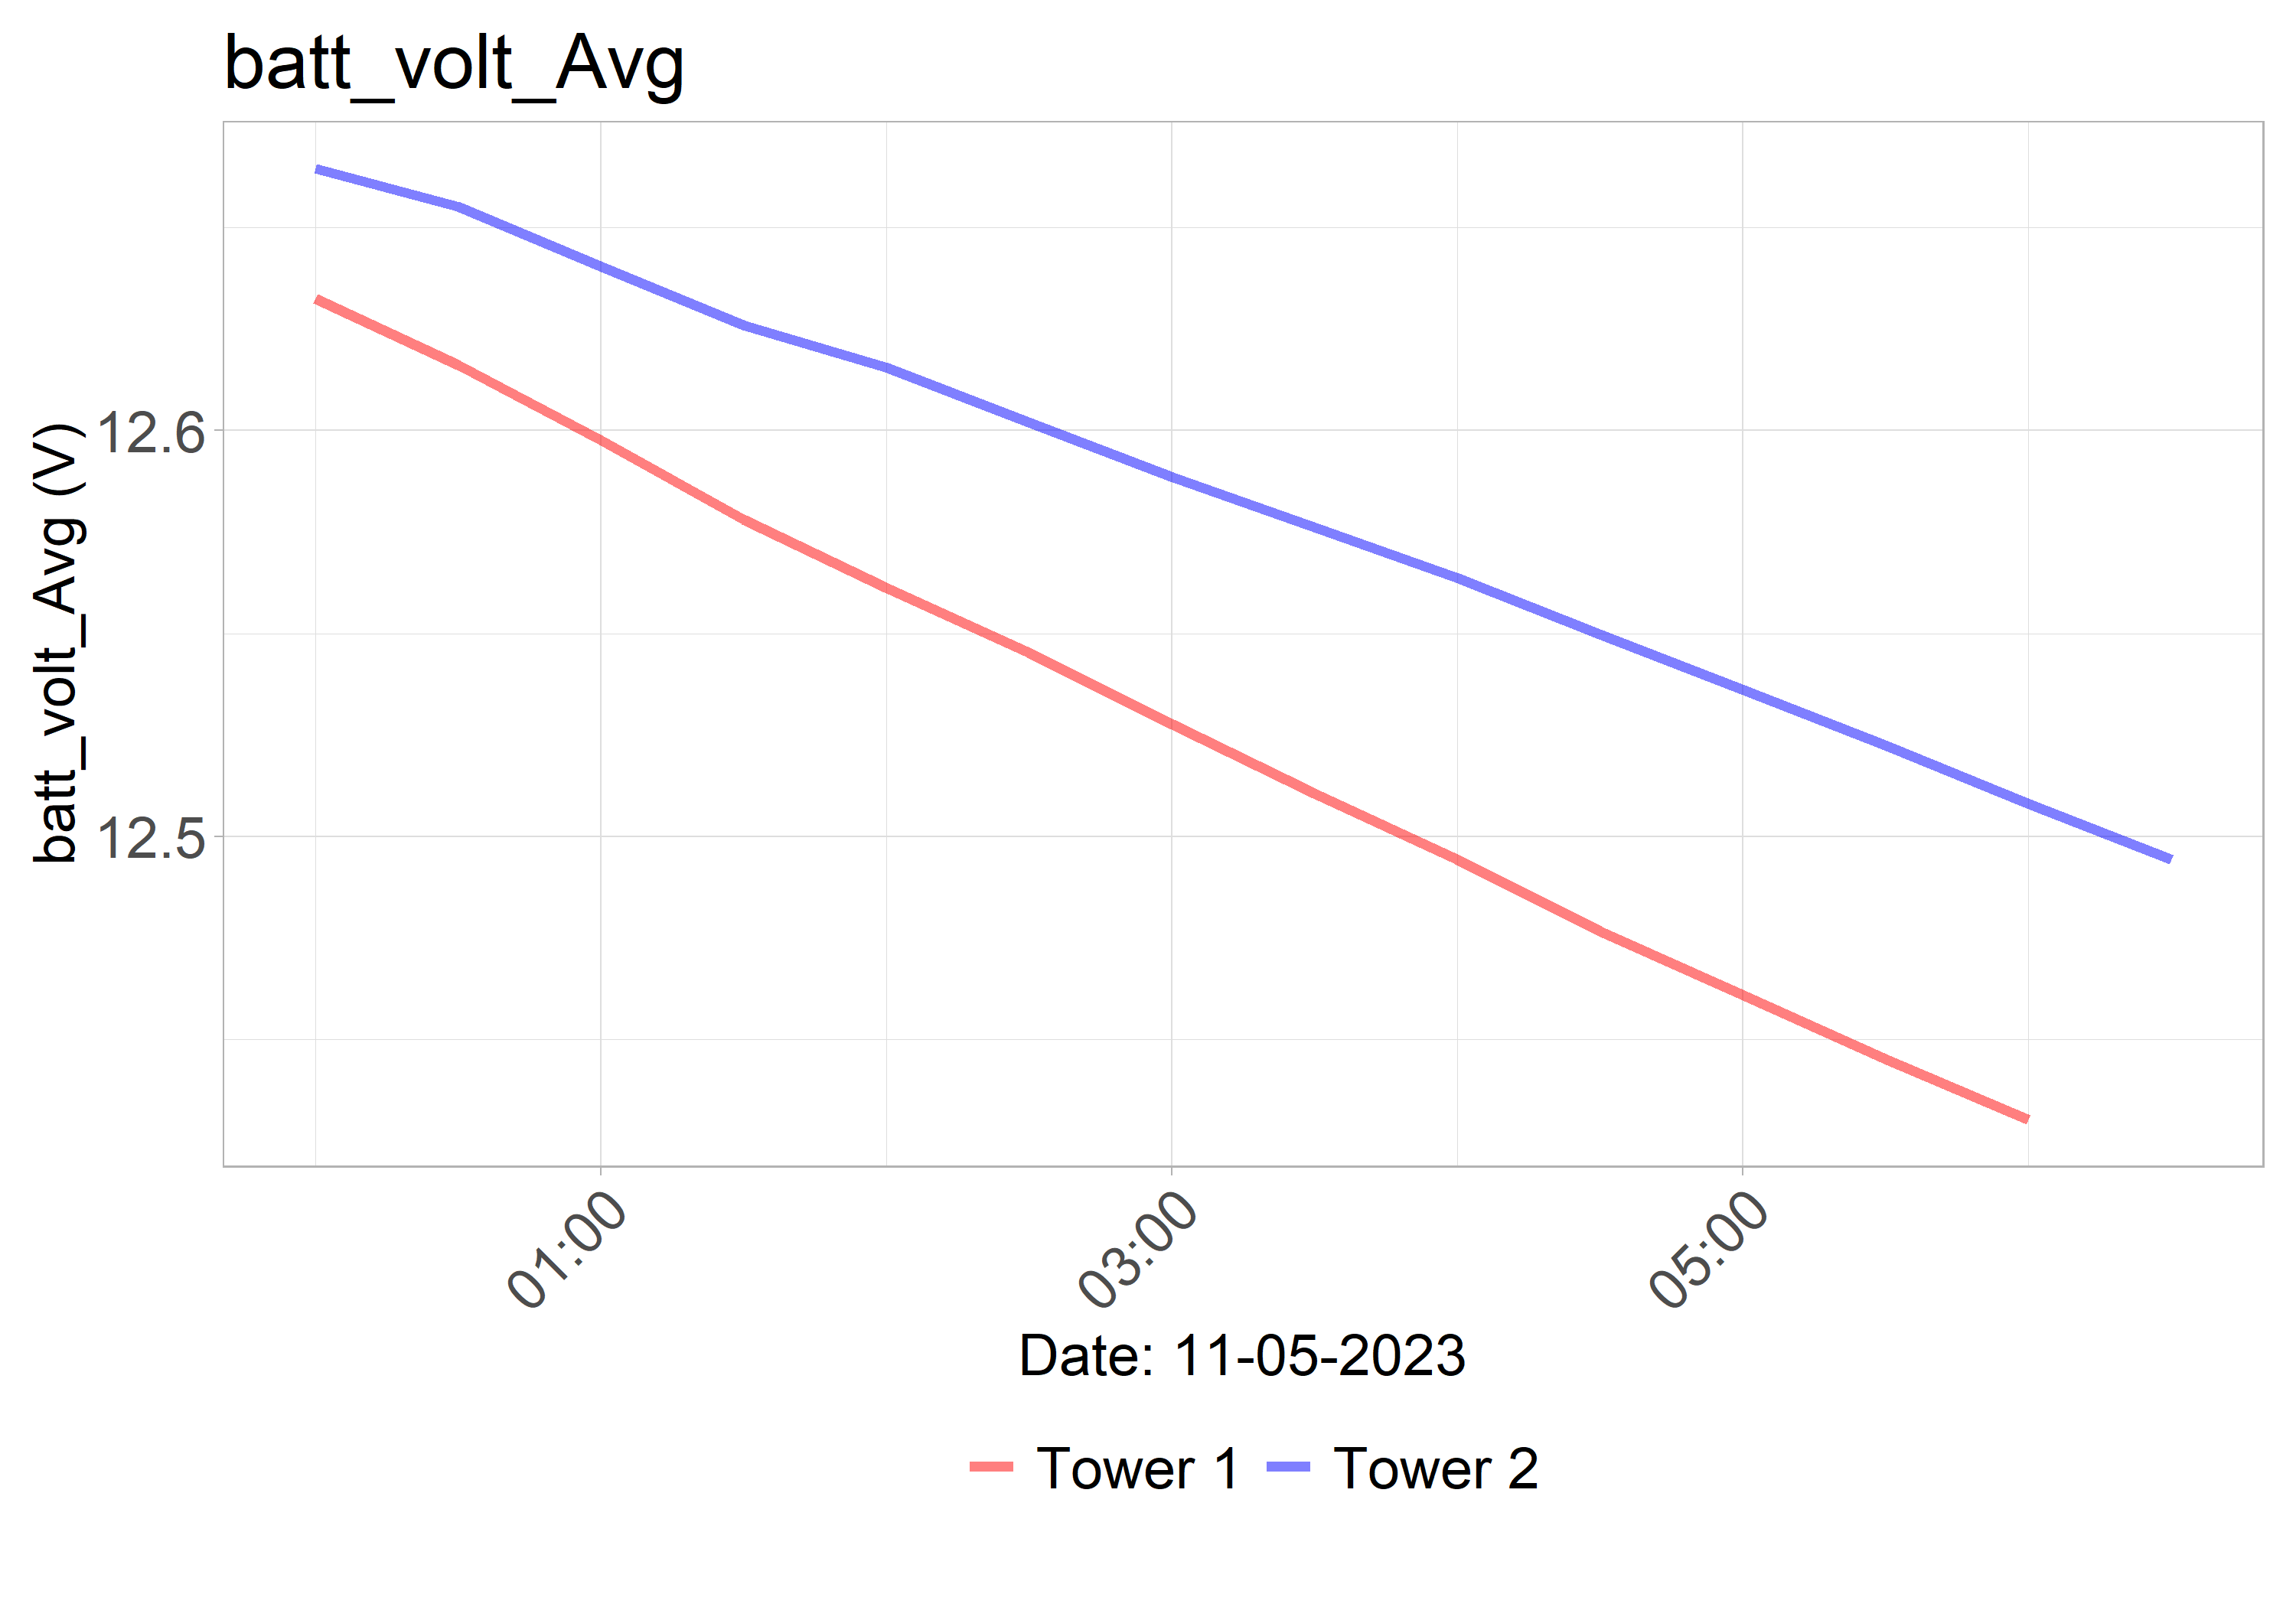 batt_volt_Avg
batt_volt_Avg (V)
12.6
12.5
01:00
03:00
05:00
Date: 11-05-2023
Tower 1
Tower 2